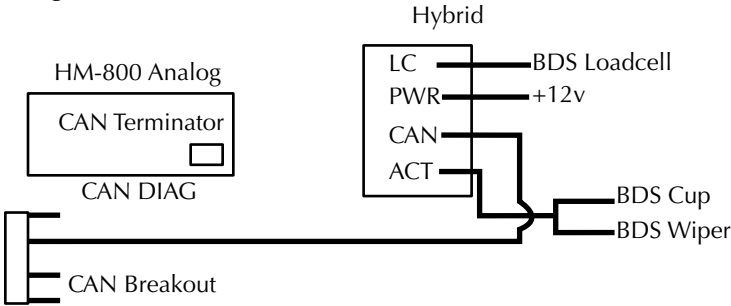 Hybrid
HM-800 Analog
CAN Terminator
CAN DIAG
LC
BDS Loadcell
PWR
+12v
CAN
ACT
BDS Cup
BDS Wiper
CAN Breakout